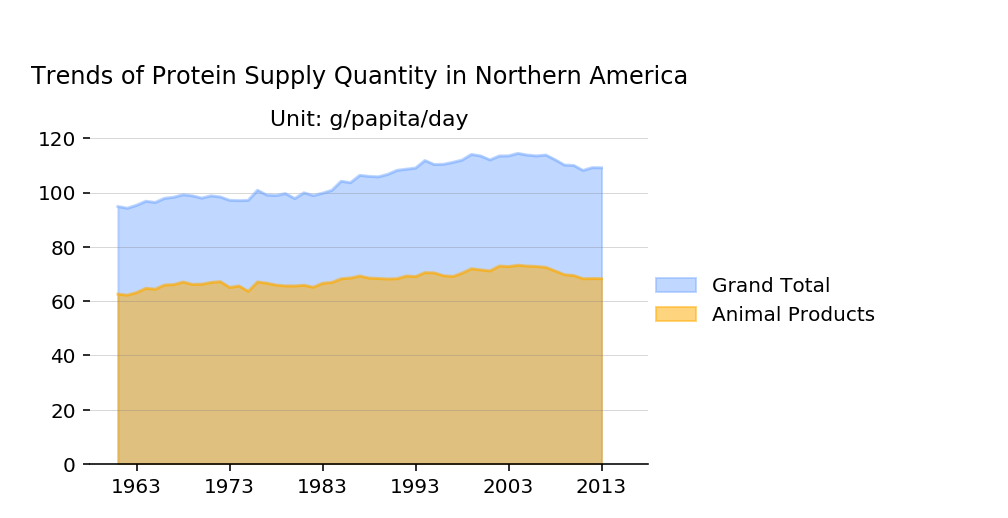 Trends of Protein Supply Quantity in Northern America
Unit: g/papita/day
120
100
80
60
40
20
0
1963 1973 1983 1993 2003 2013
Grand Total
Animal Products